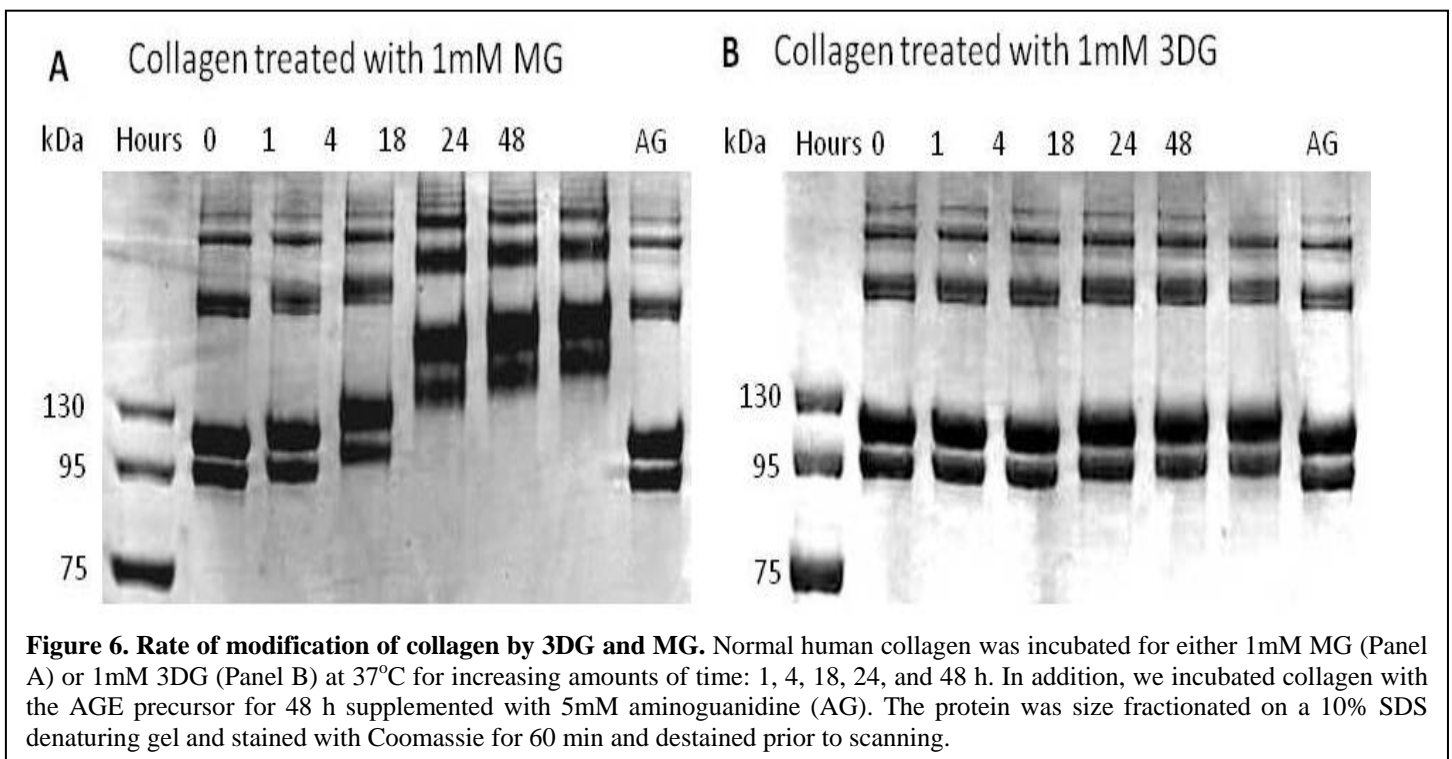 A Collagen treated with 1mM MG
B Collagen treated with 1mM 3DG
kDa Hours 0 1 4 18 24 48 AG
kDa Hours 0 1 4 18 24 48 AG
130
95
75
130
95
75
Figure 6. Rate of modification of collagen by 3DG and MG. Normal human collagen was incubated for either 1mM MG (Panel
A) or 1mM 3DG (Panel B) at 37°C for increasing amounts of time: 1, 4, 18, 24, and 48 h. In addition, we incubated collagen with
the AGE precursor for 48 h supplemented with 5mM aminoguanidine (AG). The protein was size fractionated on a 10% SDS
denaturing gel and stained with Coomassie for 60 min and destained prior to scanning.